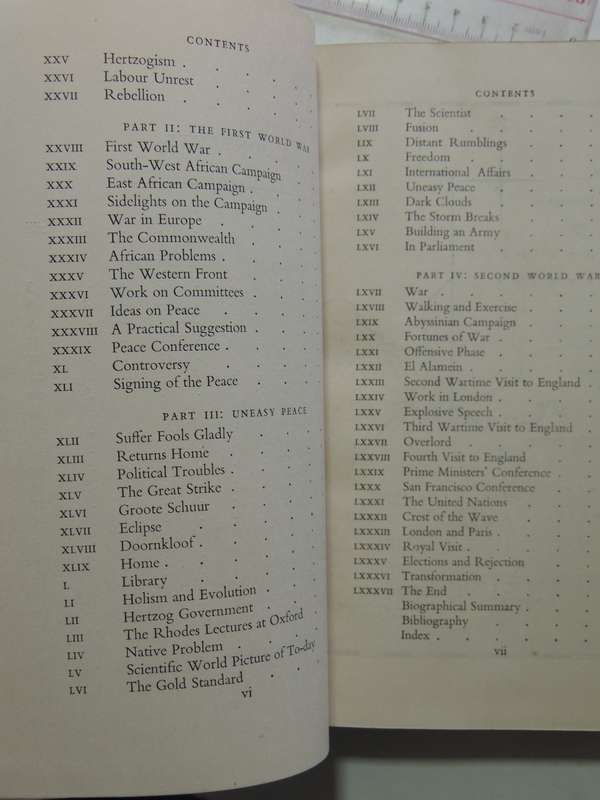 CONTENTS
XXV Hertzogism . . . . .
XXVI Labour Unrest . . . .
XXVII Rebellion . . . . .
PART II: THE FIRST WORLD WAR
XXVIII First World War . . . .
XXIX South-West African Campaign .
XXX East African Campaign . . .
XXXI Sidelights on the Campaign . .
XXXII War in Europe . . . .
XXXIII The Commonwealth . . .
XXXIV African Problems . . . .
XXXV The Western Front . . .
XXXVI Work on Committees . . .
XXXVII Ideas on Peace . . . .
XXXVIII A Practical Suggestion . . .
XXXIX Peace Conference . . . .
XL Controversy . . . .
XLI Signing of the Peace . . .
PART III: UNEASY PEACE
XLII Suffer Fools Gladly . . .
XLIII Returns Home . . . .
XLIV Political Troubles . . . .
XLV The Great Strike . . . .
XLVI Groote Schuur . . . .
XLVII Eclipse . . . . .
XLVIII Doornkloof . . . . .
XLIX Home . . . . . .
L Library . . . . .
LI Holism and Evolution . . .
LII Hertzog Government . . .
LIII The Rhodes Lectures at Oxford .
LIV Native Problem . . . .
LV Scientific World Picture of To-day
LVI The Gold Standard . . .
vi
CONTENTS
LVII The Scientist . . . .
LVIII Fusion . . . . .
LIX Distant Rumblings . . .
LX Freedom . . . . .
LXI International Affairs . . .
LXII Uneasy Peace . . . .
LXIII Dark Clouds . . . .
LXIV The Storm Breaks . . .
LXV Building an Army . . .
LXVI In Parliament . . . .
PART IV: SECOND WORLD WAR
LXVII War . . . . .
LXVIII Walking and Exercise . . .
LXIX Abyssinian Campaign . . .
LXX Fortunes of War . . . .
LXXI Offensive Phase . . . .
LXXII El Alamein . . . . .
LXXIII Second Wartime Visit to England .
LXXIV Work in London . . . .
LXXV Explosive Speech . . . .
LXXVI Third Wartime Visit to England .
LXXVII Overlord . . . . .
LXXVIII Fourth Visit to England . . .
LXXIX Prime Ministers' Conference . .
LXXX San Francisco Conference . .
LXXXI The United Nations . . .
LXXXII Crest of the Wave . . . .
LXXXIII London and Paris . . . .
LXXXIV Royal Visit . . . . .
LXXXV Elections and Rejection . . .
LXXXVI Transformation . . . .
LXXXVII The End . . . . .
Biographical Summary . . .
Bibliography . . . .
Index . . . . . .
vii